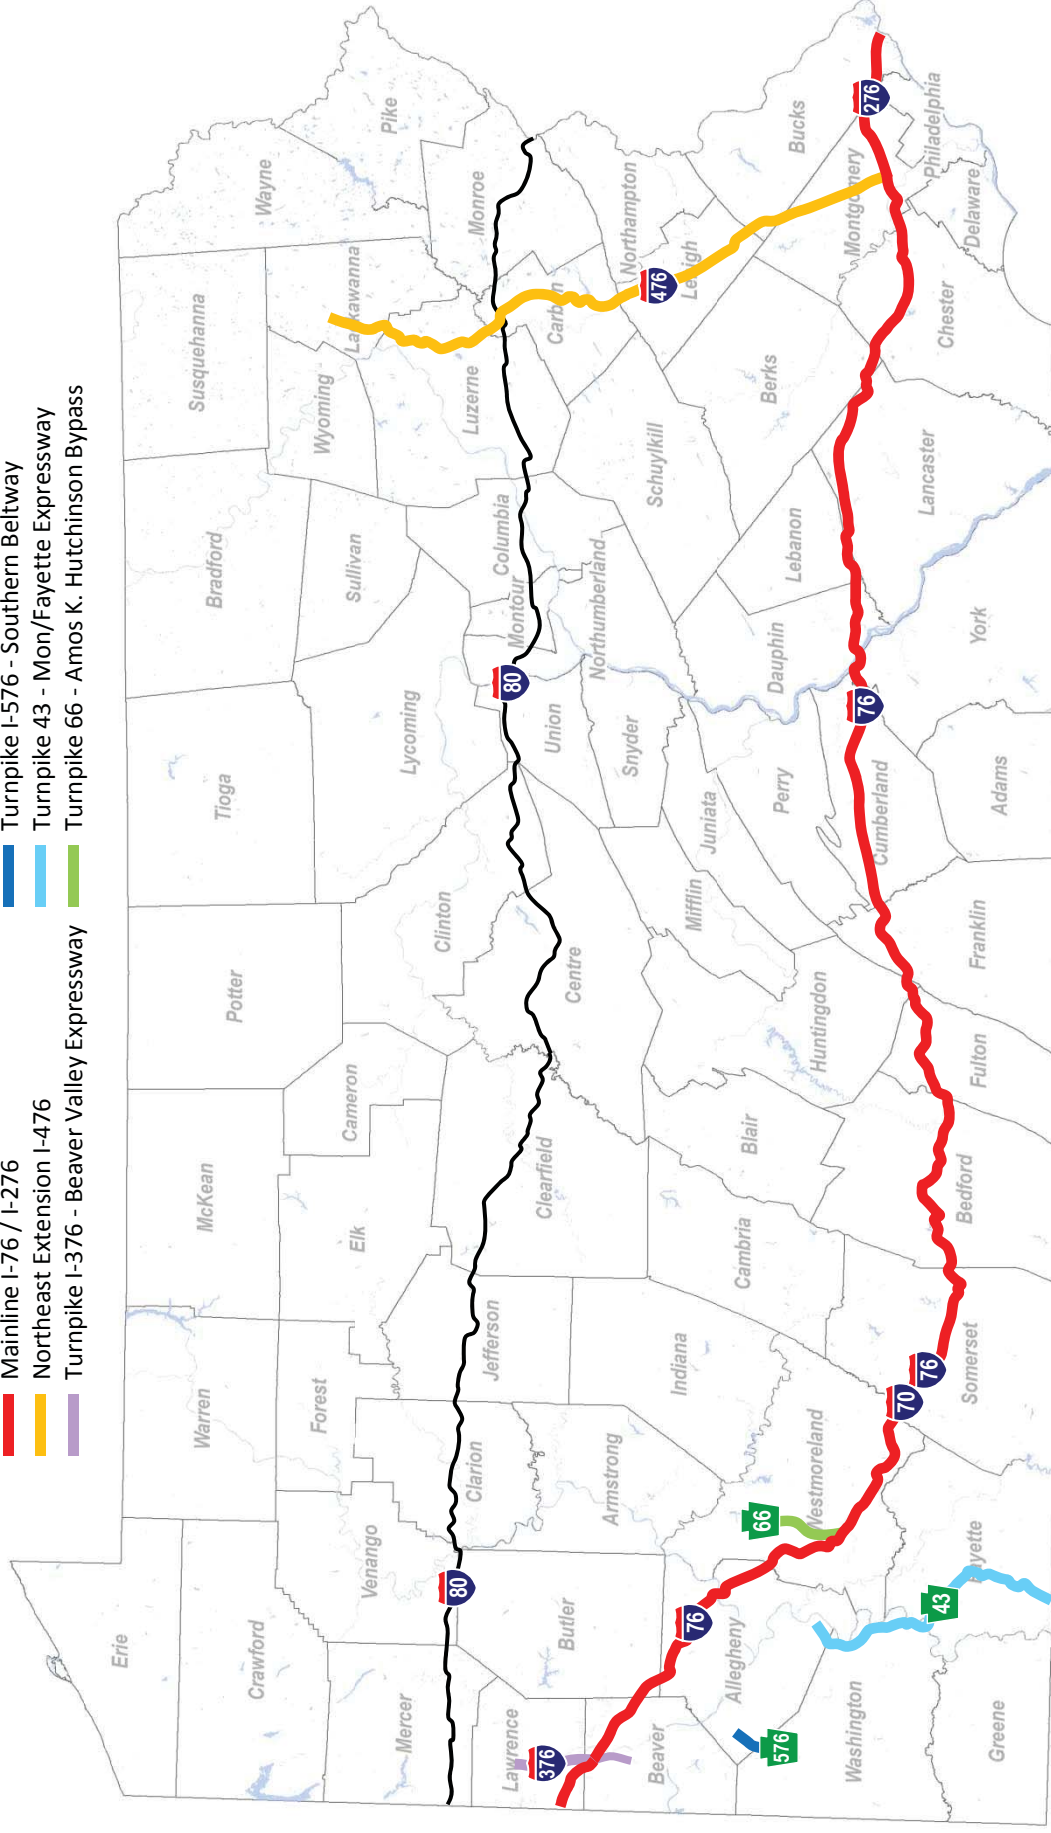 Mainline I-76 / I-276
Northeast Extension I-476
Turnpike I-376 - Beaver Valley Expressway
Turnpike I-576 - Southern Beltway
Turnpike 43 - Mon/Fayette Expressway
Turnpike 66 - Amos K. Hutchinson Bypass
Erie
Crawford
Mercer
Lawrence
Beaver
Butler
Venango
Warren
Forest
Clarion
Armstrong
Allegheny
Washington
Greene
Fayette
Westmoreland
Indiana
Jefferson
Elk
McKean
Cameron
Potter
Clearfield
Cambria
Somerset
Bedford
Blair
Huntingdon
Fulton
Franklin
Centre
Clinton
Mifflin
Juniata
Perry
Cumberland
Adams
Tioga
Lycoming
Union
Snyder
Northumberland
Montour
Columbia
Dauphin
York
Lebanon
Lancaster
Bradford
Sullivan
Susquehanna
Wyoming
Lackawanna
Luzerne
Schuylkill
Berks
Chester
Carbon
Wayne
Pike
Monroe
Northampton
Lehigh
Bucks
Montgomery
Philadelphia
Delaware
376
576
43
66
76
70
76
76
80
80
476
276